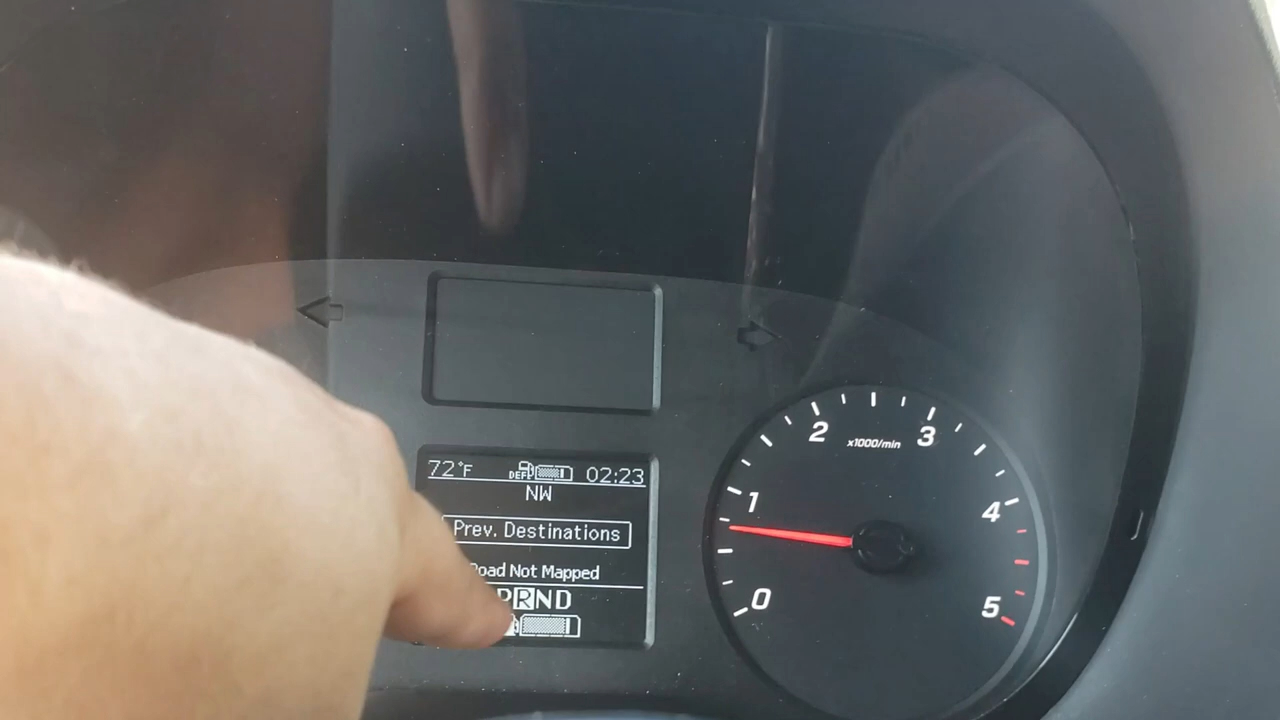 72°F DEF 02:23
NW
Prev. Destinations
Road Not Mapped
PRND
0 1 2 3 4 5
x1000/min